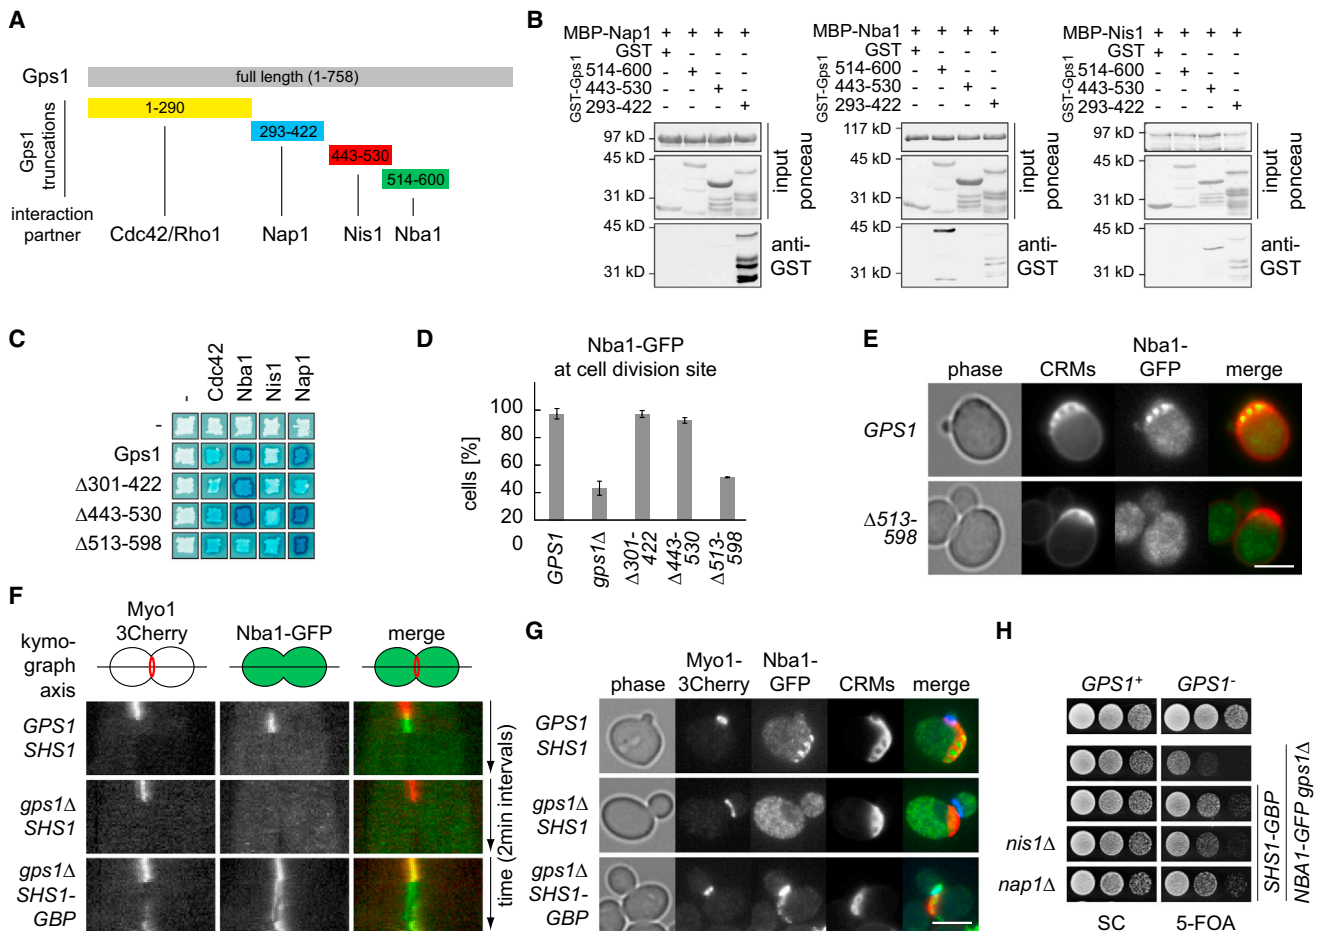 A
Gps1
full length (1-758)
Gps1
truncations
1-290
293-422
443-530
514-600
interaction
partner
Cdc42/Rho1
Nap1
Nis1
Nba1
B
MBP-Nap1 + + + +
GST + - - -
GST-Gps1
514-600 - + - -
443-530 - - + -
293-422 - - - +
97 kD
45 kD
31 kD
45 kD
31 kD
input
ponceau
anti-
GST
MBP-Nba1 + + + +
GST + - - -
GST-Gps1
514-600 - + - -
443-530 - - + -
293-422 - - - +
117 kD
45 kD
31 kD
45 kD
31 kD
input
ponceau
anti-
GST
MBP-Nis1 + + + +
GST + - - -
GST-Gps1
514-600 - + - -
443-530 - - + -
293-422 - - - +
97 kD
45 kD
31 kD
45 kD
31 kD
input
ponceau
anti-
GST
C
- Cdc42 Nba1 Nis1 Nap1
-
Gps1
Δ301-422
Δ443-530
Δ513-598
D
Nba1-GFP
at cell division site
cells [%]
100
80
60
40
20
0
GPS1
gps1Δ
Δ301-
422
Δ443-
530
Δ513-
598
E
phase
CRMs
Nba1-
GFP
merge
GPS1
Δ513-
598
F
kymo-
graph
axis
Myo1
3Cherry
Nba1-GFP
merge
GPS1
SHS1
gps1Δ
SHS1
gps1Δ
SHS1-
GBP
time (2min intervals)
G
phase
Myo1-
3Cherry
Nba1-
GFP
CRMs
merge
GPS1
SHS1
gps1Δ
SHS1
gps1Δ
SHS1-
GBP
H
GPS1+
GPS1-
nis1Δ
nap1Δ
SHS1-GBP
NBA1-GFP gps1Δ
SC
5-FOA